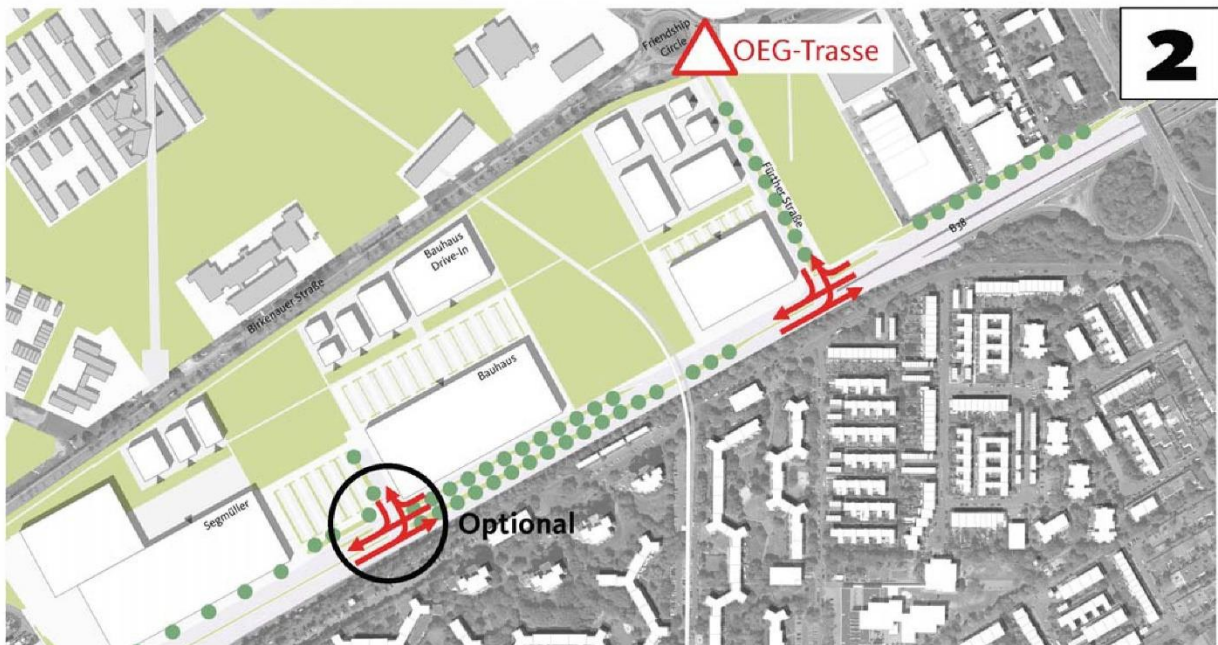 2
Friendship
Circle
OEG-Trasse
Fürther Straße
B38
Bauhaus
Drive-In
Birkenauer Straße
Bauhaus
Segmüller
Optional